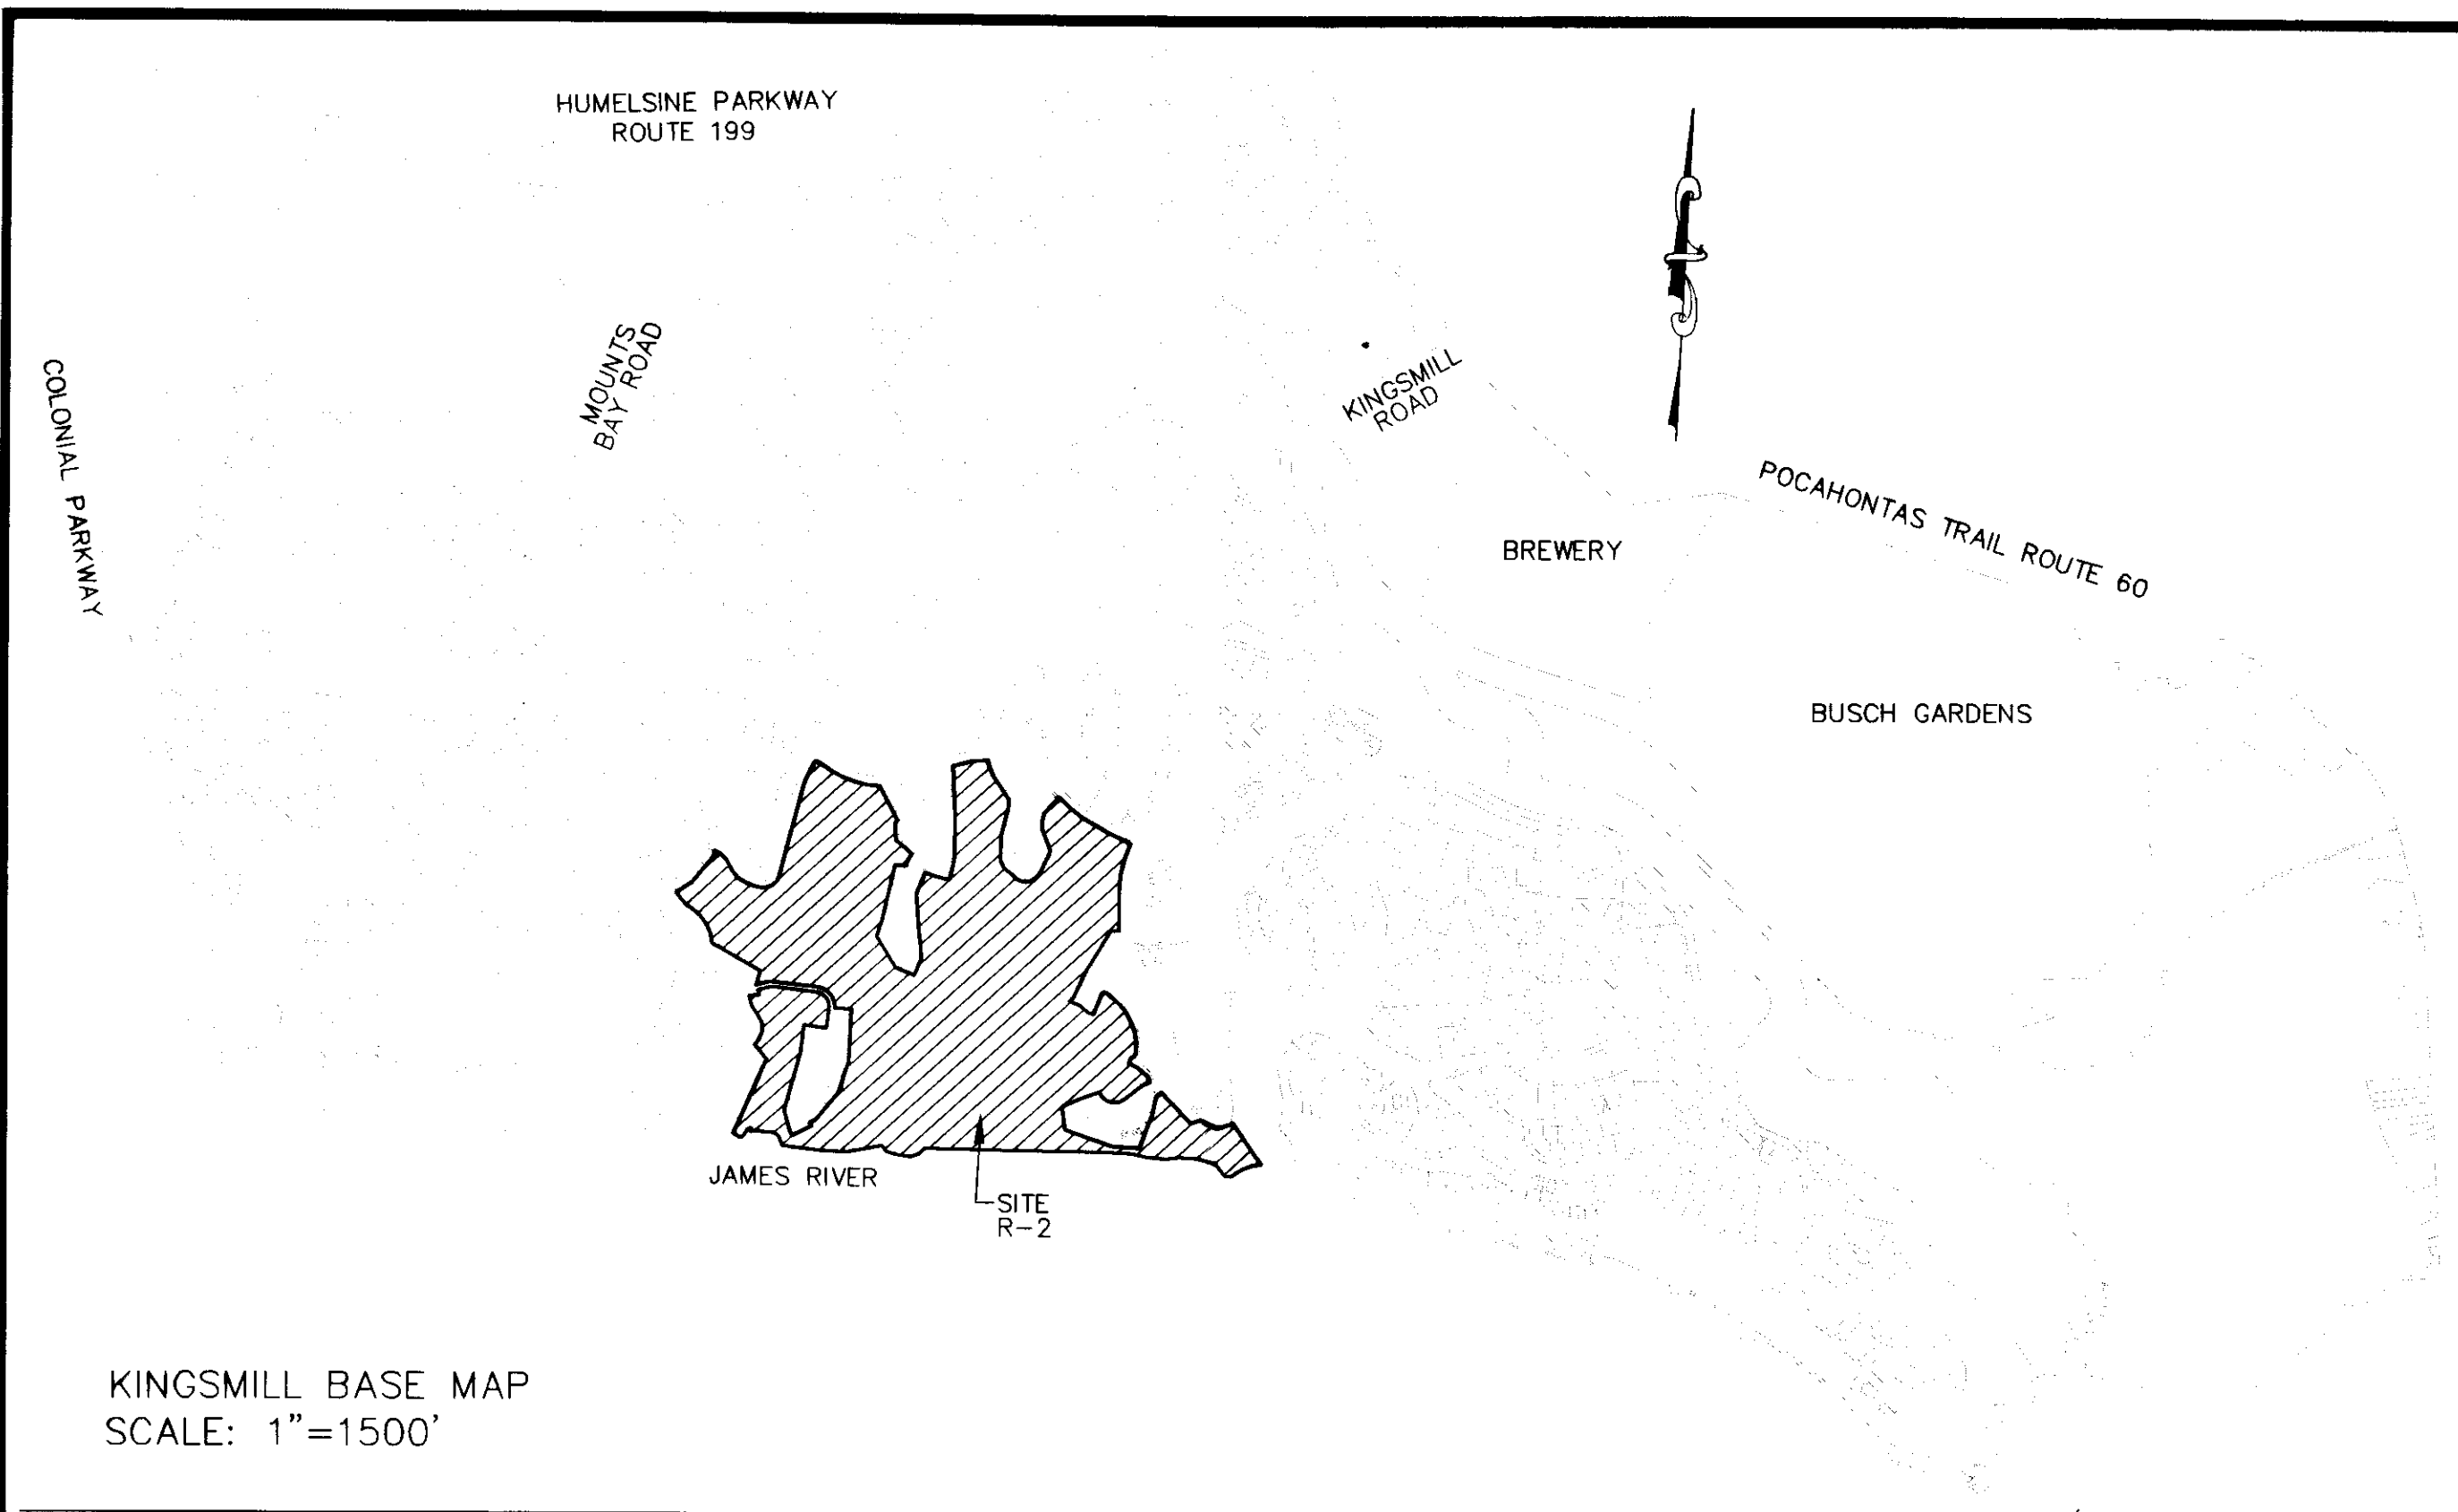 HUMELSINE PARKWAY
ROUTE 199
COLONIAL PARKWAY
MOUNTS
BAY ROAD
KINGSMILL
ROAD
POCAHONTAS TRAIL ROUTE 60
BREWERY
BUSCH GARDENS
JAMES RIVER
SITE
R-2
KINGSMILL BASE MAP
SCALE: 1"=1500'